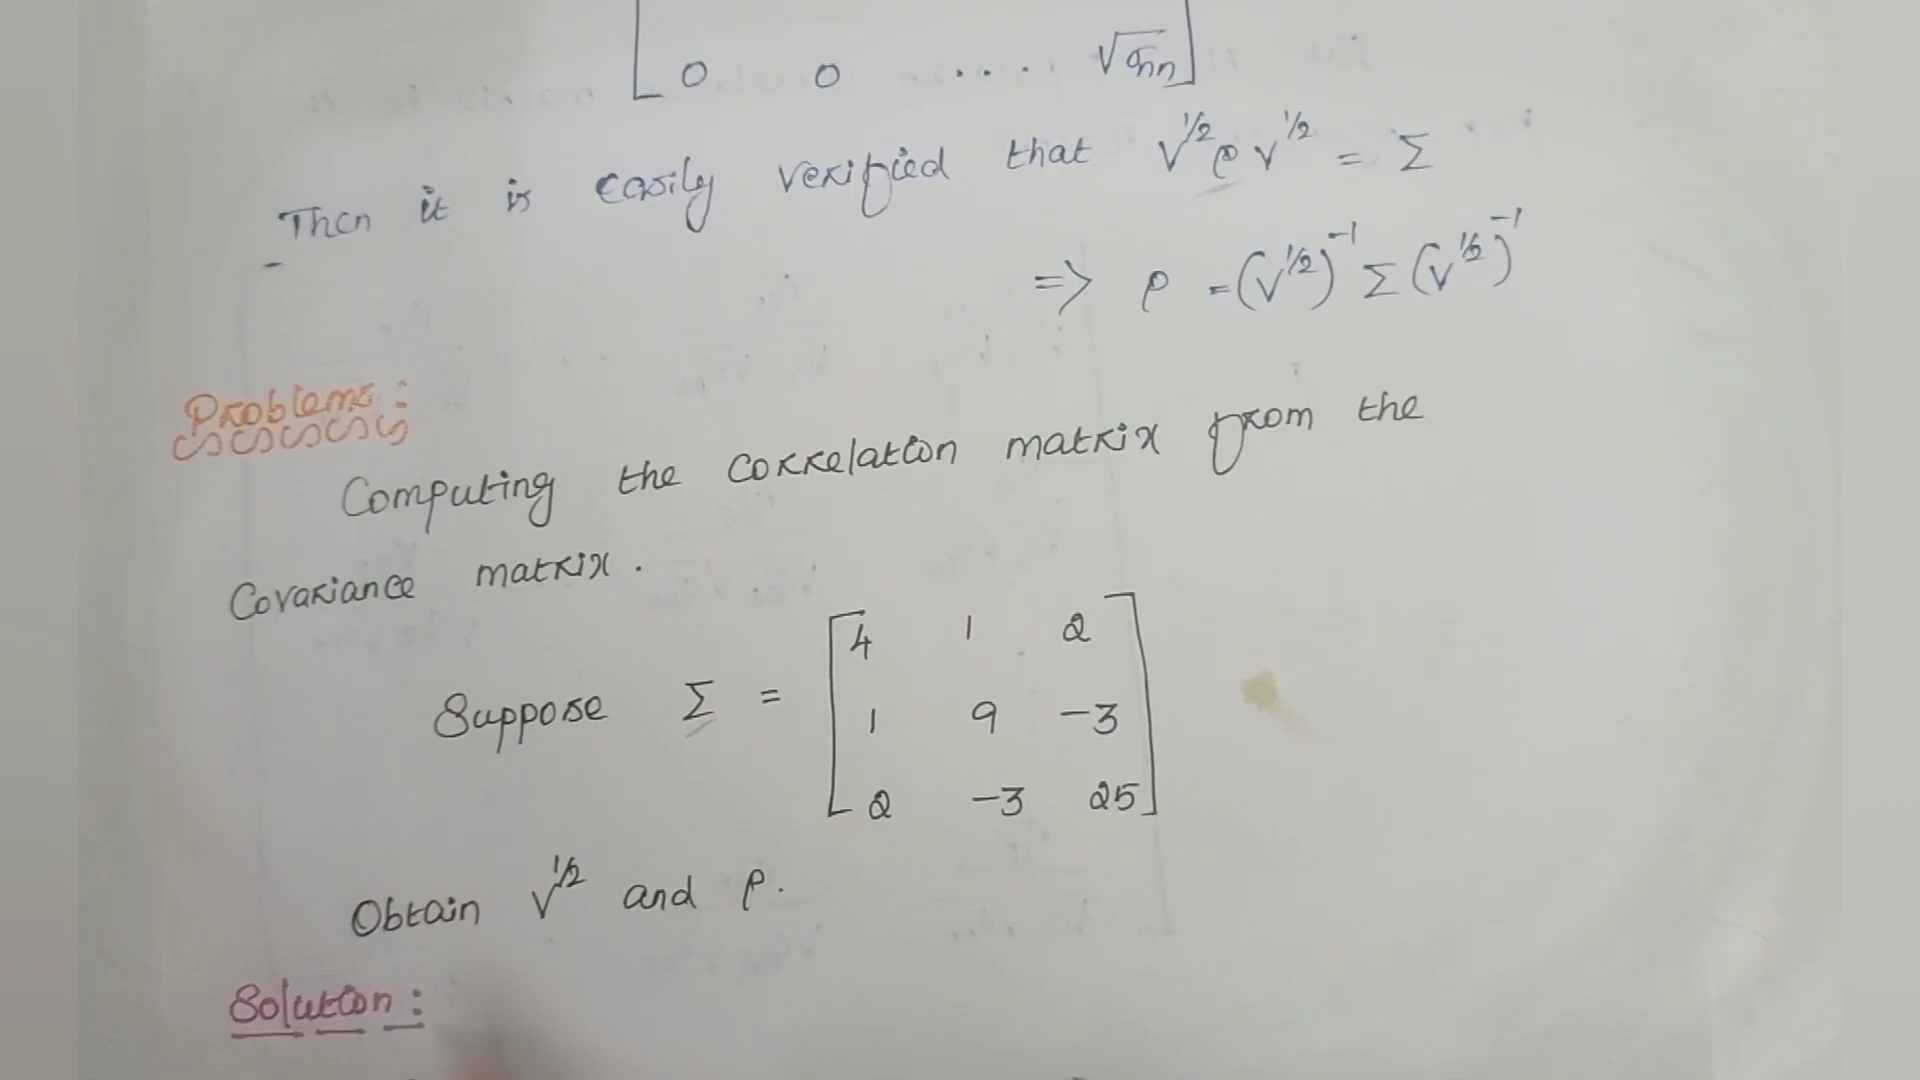 0 0 ... √σnn
Then it is easily verified that V^1/2 ρ V^1/2 = Σ
=> ρ = (V^1/2)^-1 Σ (V^1/2)^-1
Problems :
Computing the correlation matrix from the
Covariance matrix .
Suppose Σ = [4 1 2
1 9 -3
2 -3 25]
Obtain V^1/2 and ρ.
Solution :